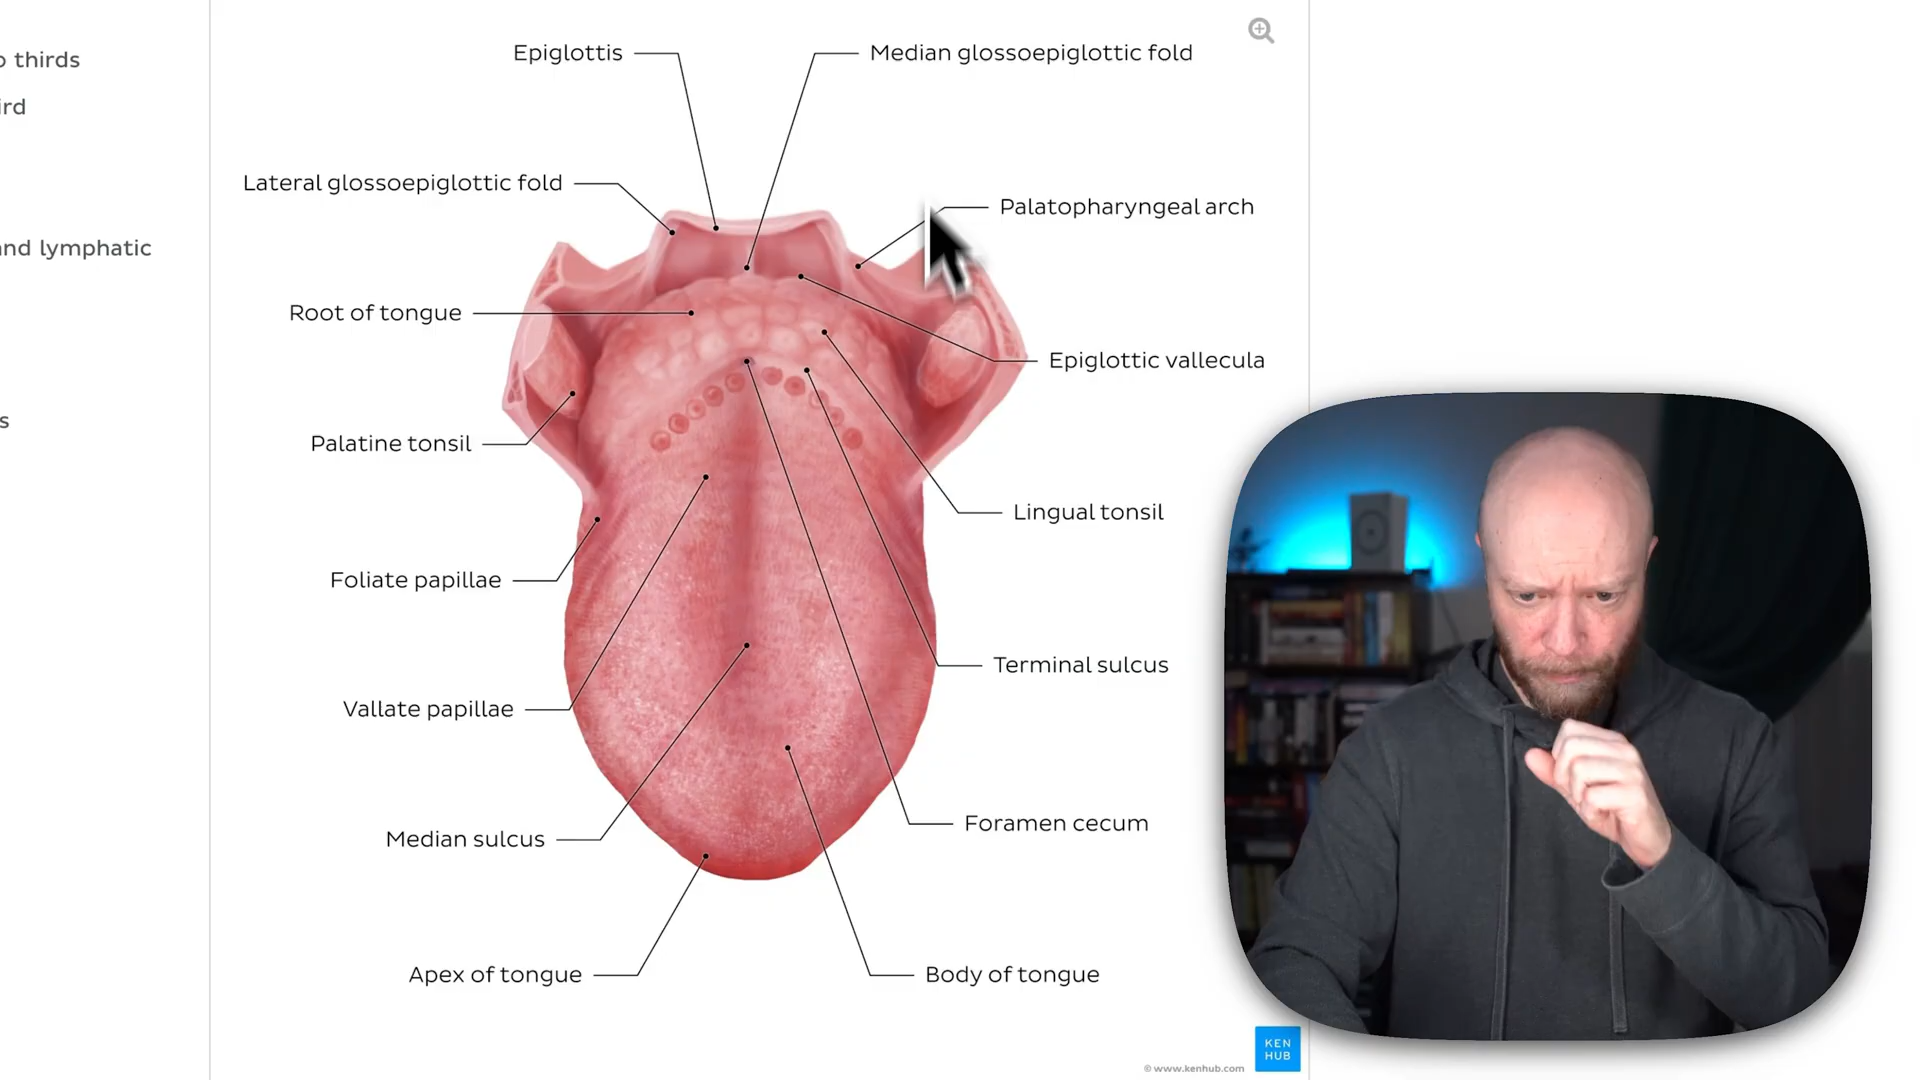 o thirds
ird
and lymphatic
s
Epiglottis
Median glossoepiglottic fold
Lateral glossoepiglottic fold
Palatopharyngeal arch
Root of tongue
Epiglottic vallecula
Palatine tonsil
Lingual tonsil
Foliate papillae
Terminal sulcus
Vallate papillae
Foramen cecum
Median sulcus
Apex of tongue
Body of tongue
KEN
HUB
© www.kenhub.com